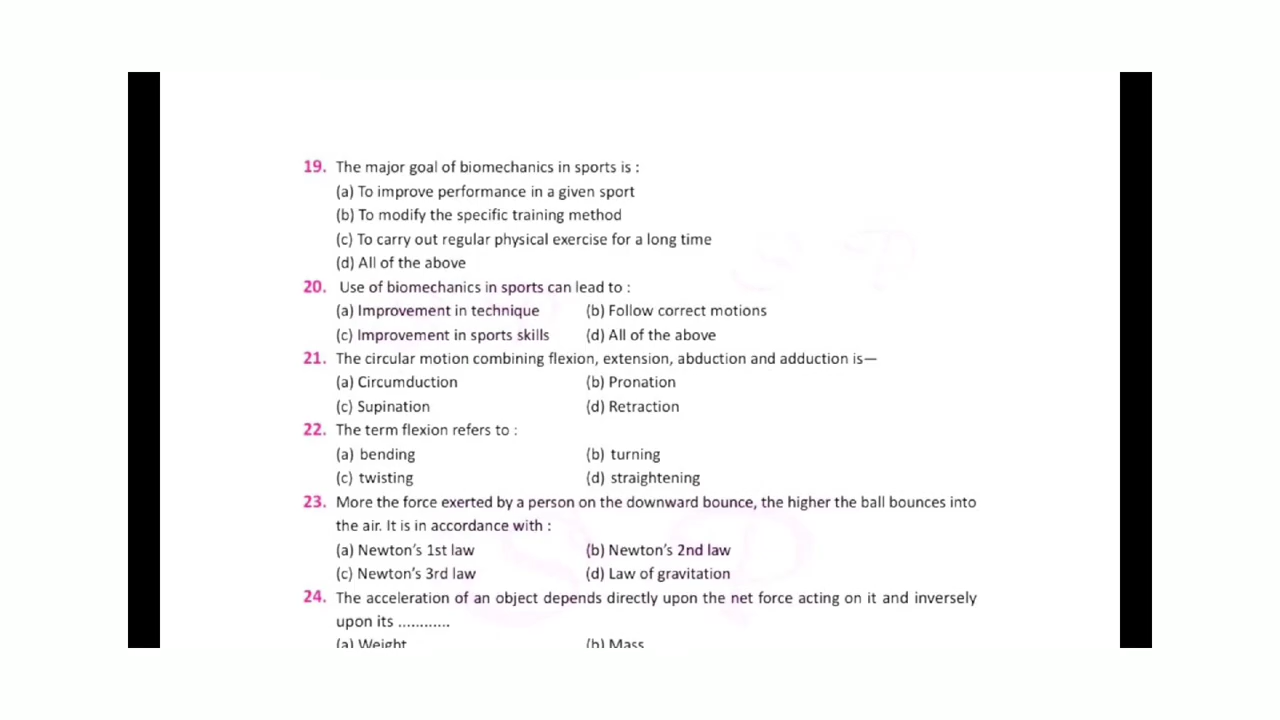 19. The major goal of biomechanics in sports is :
(a) To improve performance in a given sport
(b) To modify the specific training method
(c) To carry out regular physical exercise for a long time
(d) All of the above
20. Use of biomechanics in sports can lead to :
(a) Improvement in technique (b) Follow correct motions
(c) Improvement in sports skills (d) All of the above
21. The circular motion combining flexion, extension, abduction and adduction is—
(a) Circumduction (b) Pronation
(c) Supination (d) Retraction
22. The term flexion refers to :
(a) bending (b) turning
(c) twisting (d) straightening
23. More the force exerted by a person on the downward bounce, the higher the ball bounces into
the air. It is in accordance with :
(a) Newton's 1st law (b) Newton's 2nd law
(c) Newton's 3rd law (d) Law of gravitation
24. The acceleration of an object depends directly upon the net force acting on it and inversely
upon its ............
(a) Weight (b) Mass